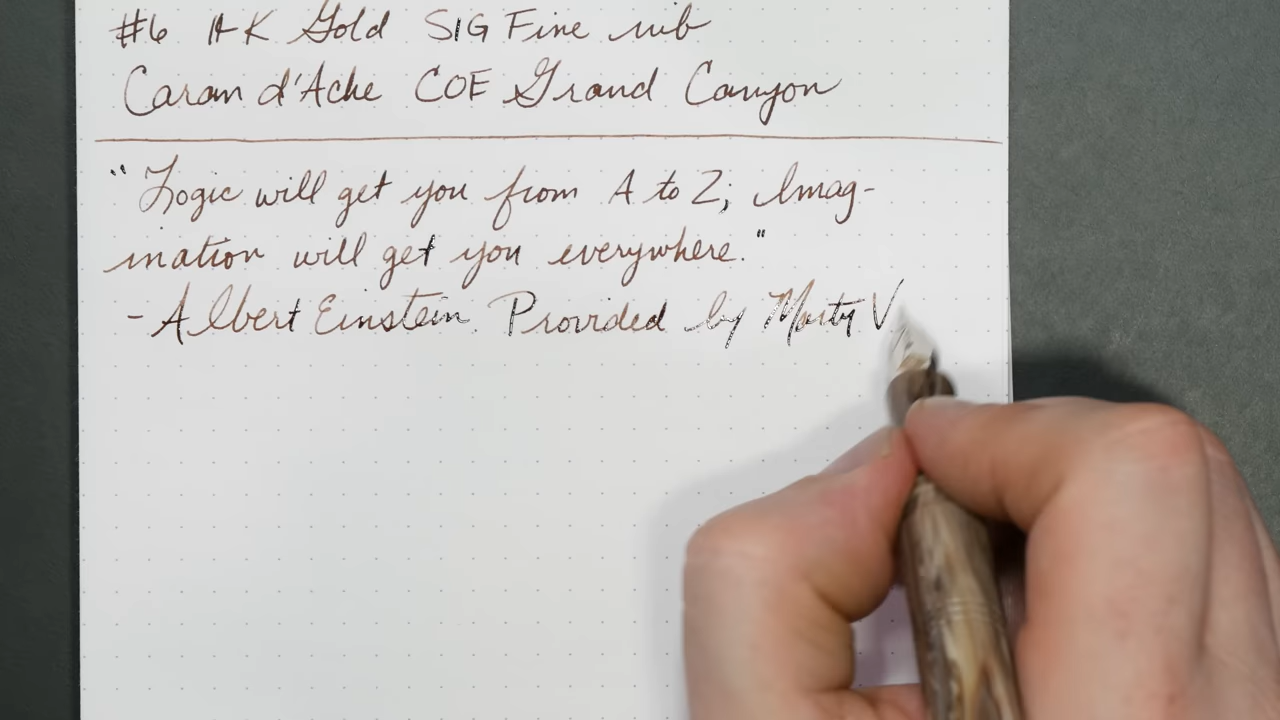 #6 14K Gold SIG Fine nib
Caran d'Ache COE Grand Canyon
"Logic will get you from A to Z; Imag-
ination will get you everywhere."
- Albert Einstein Provided by Marty V